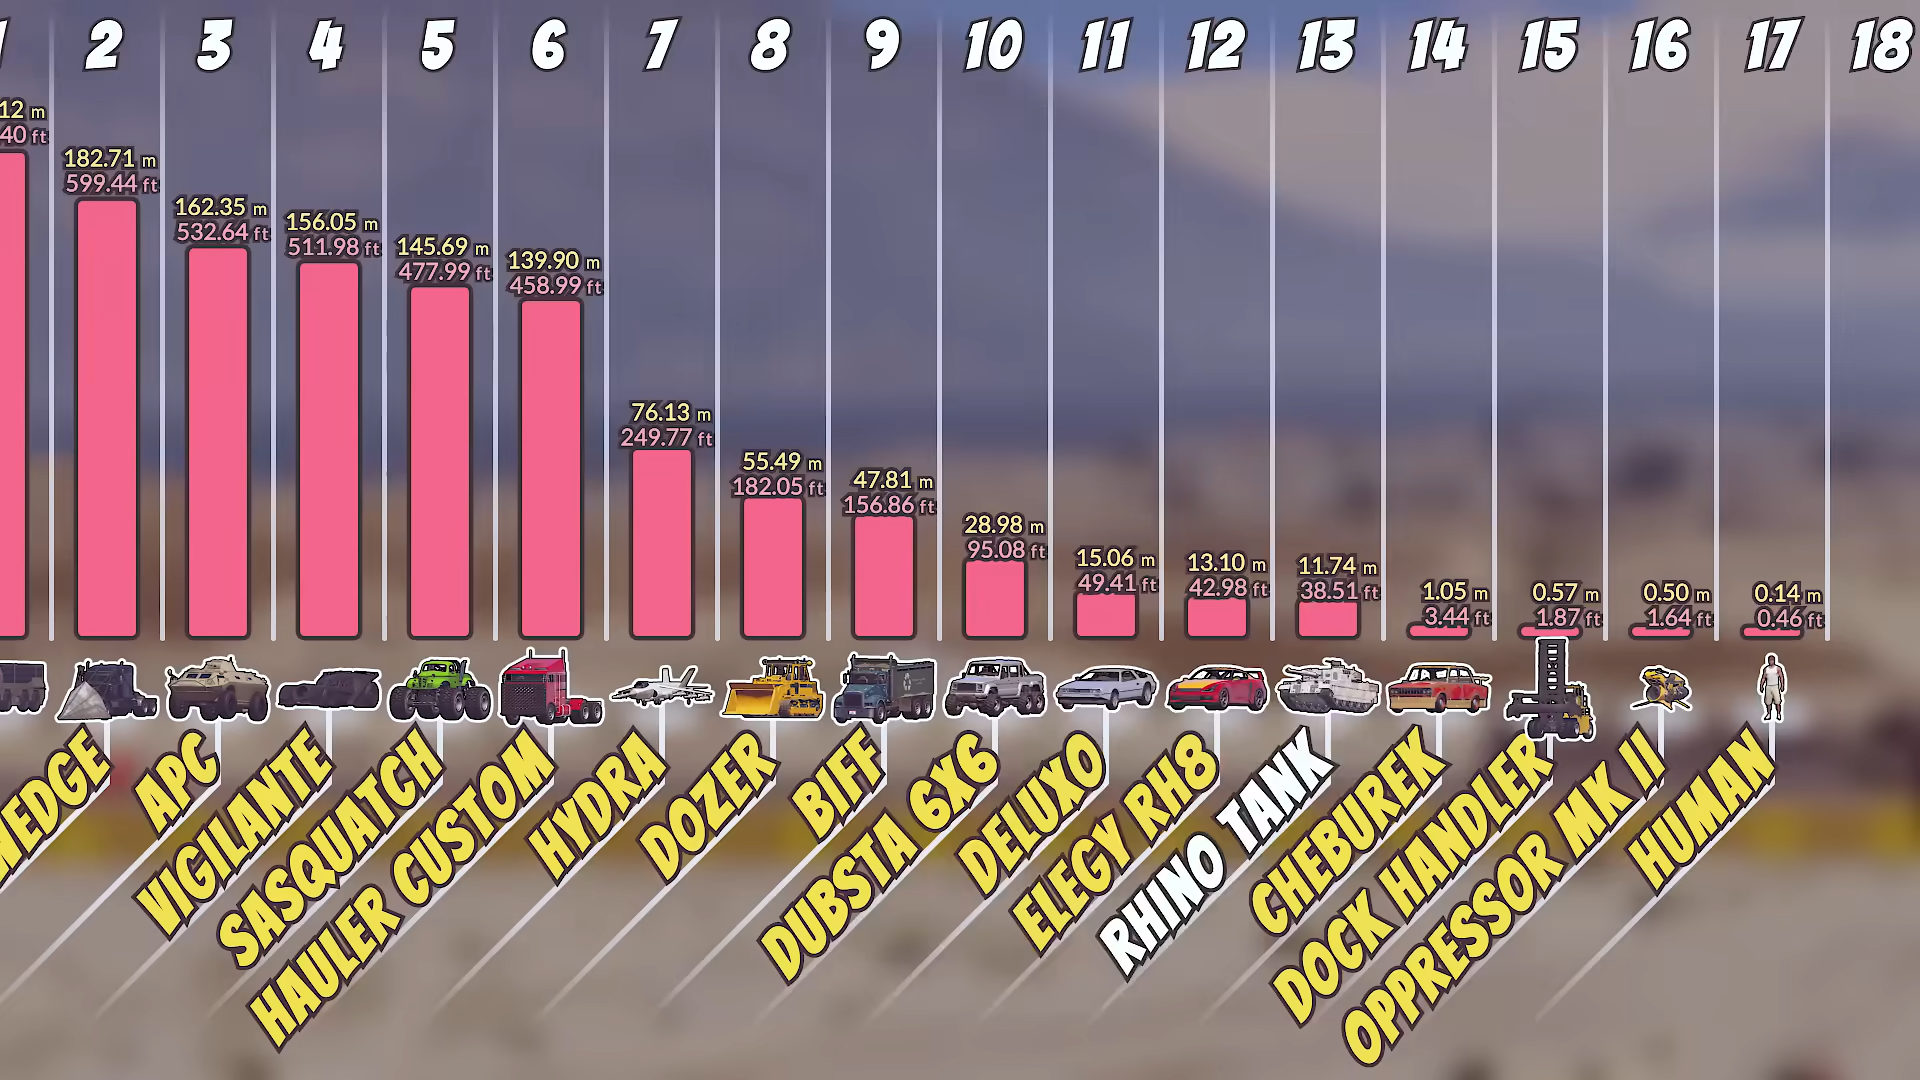 2 3 4 5 6 7 8 9 10 11 12 13 14 15 16 17 18
12 m
40 ft
182.71 m
599.44 ft
162.35 m
532.64 ft
156.05 m
511.98 ft
145.69 m
477.99 ft
139.90 m
458.99 ft
76.13 m
249.77 ft
55.49 m
182.05 ft
47.81 m
156.86 ft
28.98 m
95.08 ft
15.06 m
49.41 ft
13.10 m
42.98 ft
11.74 m
38.51 ft
1.05 m
3.44 ft
0.57 m
1.87 ft
0.50 m
1.64 ft
0.14 m
0.46 ft
WEDGE
APC
VIGILANTE
SASQUATCH
HAULER CUSTOM
HYDRA
DOZER
BIFF
DUBSTA 6X6
DELUXO
ELEGY RH8
RHINO TANK
CHEBUREK
DOCK HANDLER
OPPRESSOR MK II
HUMAN